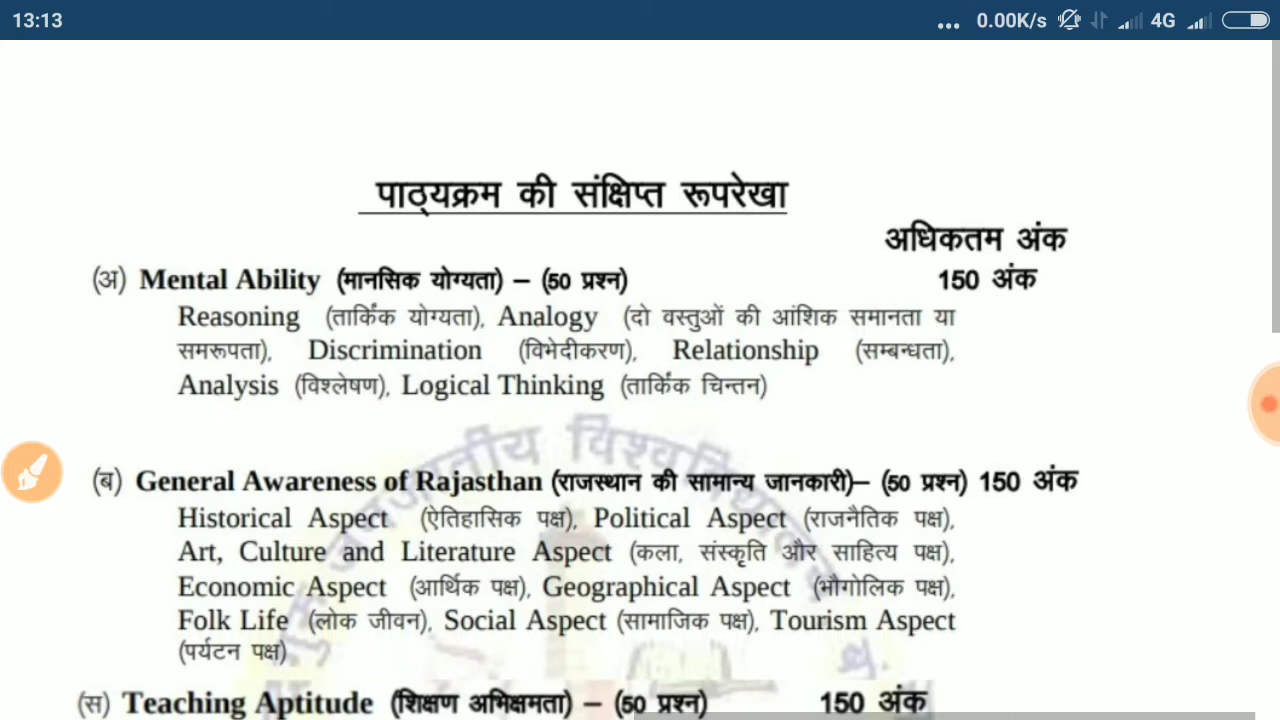 13:13
... 0.00K/s 4G
पाठ्यक्रम की संक्षिप्त रूपरेखा
अधिकतम अंक
(अ) Mental Ability (मानसिक योग्यता) – (50 प्रश्न) 150 अंक
Reasoning (तार्किक योग्यता), Analogy (दो वस्तुओं की आंशिक समानता या
समरूपता), Discrimination (विभेदीकरण), Relationship (सम्बन्धता),
Analysis (विश्लेषण), Logical Thinking (तार्किक चिन्तन)
(ब) General Awareness of Rajasthan (राजस्थान की सामान्य जानकारी)– (50 प्रश्न) 150 अंक
Historical Aspect (ऐतिहासिक पक्ष), Political Aspect (राजनैतिक पक्ष),
Art, Culture and Literature Aspect (कला, संस्कृति और साहित्य पक्ष),
Economic Aspect (आर्थिक पक्ष), Geographical Aspect (भौगोलिक पक्ष),
Folk Life (लोक जीवन), Social Aspect (सामाजिक पक्ष), Tourism Aspect
(पर्यटन पक्ष)
(स) Teaching Aptitude (शिक्षण अभिक्षमता) – (50 प्रश्न) 150 अंक
जनजातीय विश्वविद्यालय